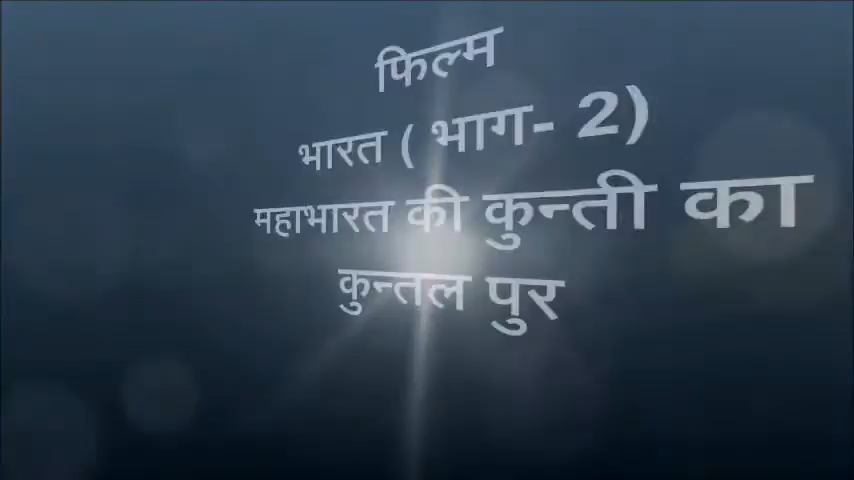 फिल्म
भारत ( भाग- 2)
महाभारत की कुन्ती का
कुन्तल पुर